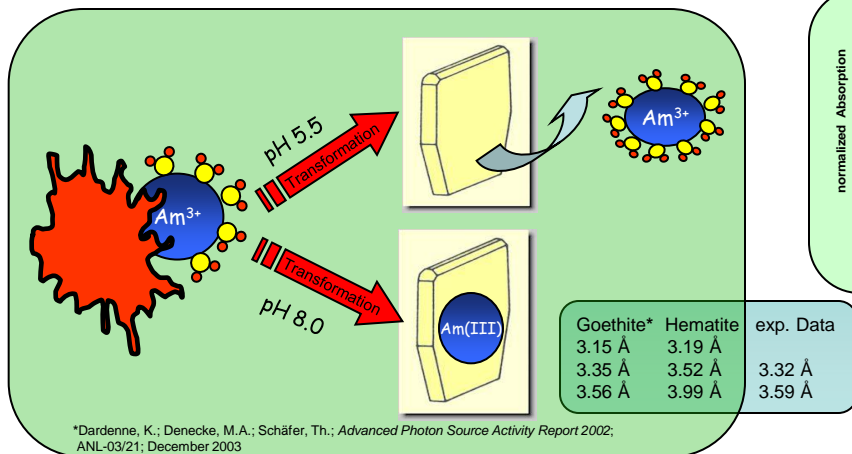 pH 5.5
Transformation
Am3+
Am3+
Transformation
pH 8.0
Am(III)
normalized Absorption
Goethite* Hematite exp. Data
3.15 Å 3.19 Å
3.35 Å 3.52 Å 3.32 Å
3.56 Å 3.99 Å 3.59 Å
*Dardenne, K.; Denecke, M.A.; Schäfer, Th.; Advanced Photon Source Activity Report 2002;
ANL-03/21; December 2003